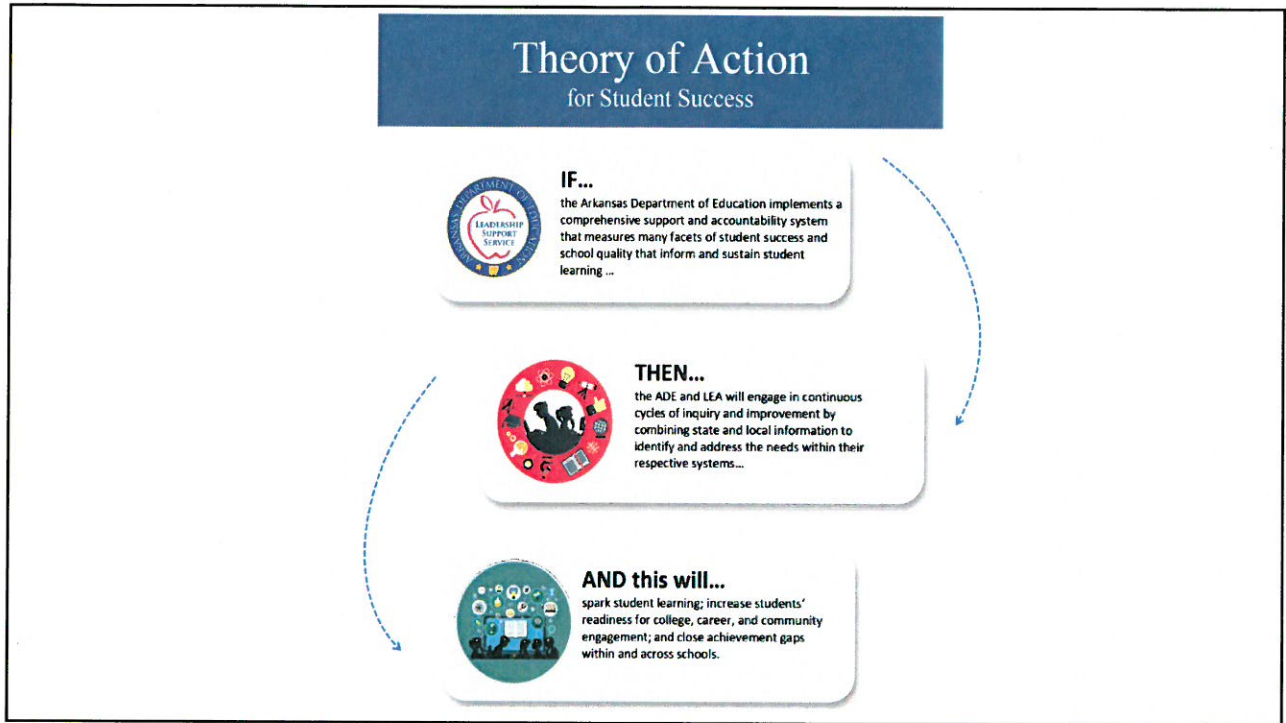 Theory of Action
for Student Success
ARKANSAS DEPARTMENT OF EDUCATION
LEADERSHIP
SUPPORT
SERVICE
IF...
the Arkansas Department of Education implements a
comprehensive support and accountability system
that measures many facets of student success and
school quality that inform and sustain student
learning ...
THEN...
the ADE and LEA will engage in continuous
cycles of inquiry and improvement by
combining state and local information to
identify and address the needs within their
respective systems...
AND this will...
spark student learning; increase students'
readiness for college, career, and community
engagement; and close achievement gaps
within and across schools.